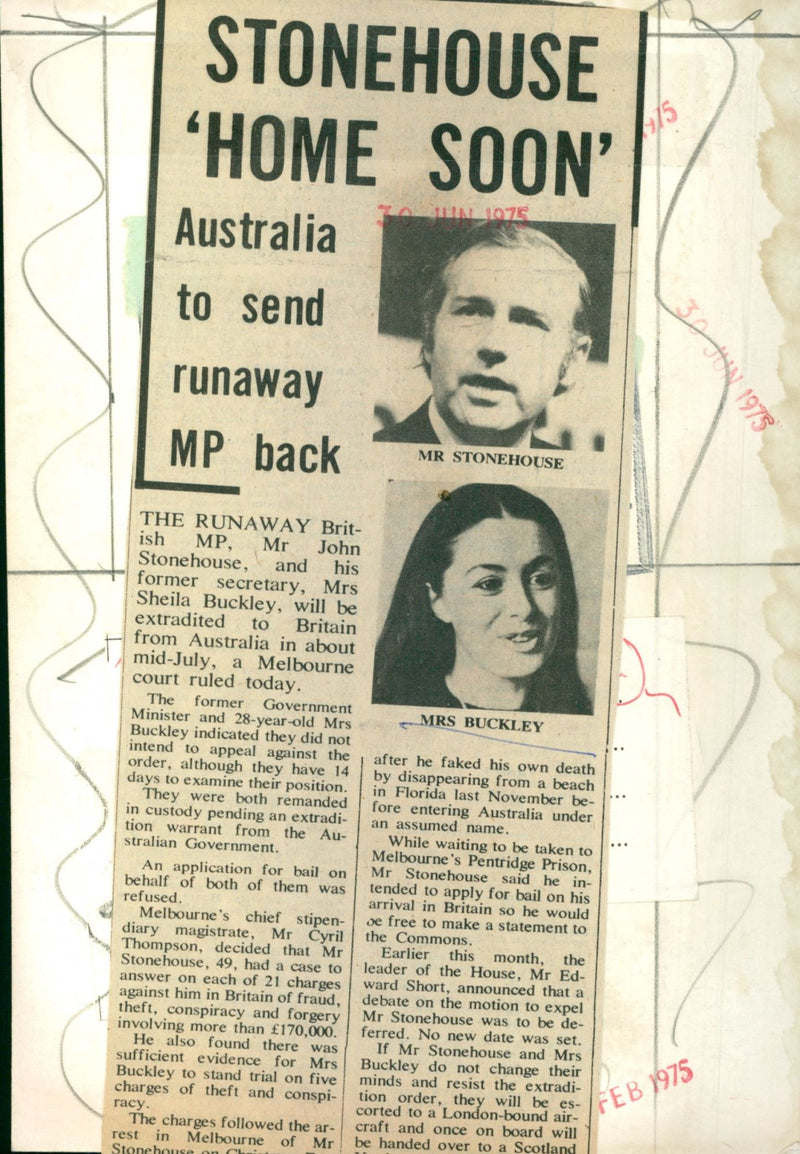 STONEHOUSE
‘HOME SOON’
Australia
to send
runaway
MP back
30 JUN 1975
MR STONEHOUSE
MRS BUCKLEY
THE RUNAWAY Brit-
ish MP, Mr John
Stonehouse, and his
former secretary, Mrs
Sheila Buckley, will be
extradited to Britain
from Australia in about
mid-July, a Melbourne
court ruled today.
The former Government
Minister and 28-year-old Mrs
Buckley indicated they did not
intend to appeal against the
order, although they have 14
days to examine their position.
They were both remanded
in custody pending an extradi-
tion warrant from the Au-
stralian Government.
An application for bail on
behalf of both of them was
refused.
Melbourne's chief stipen-
diary magistrate, Mr Cyril
Thompson, decided that Mr
Stonehouse, 49, had a case to
answer on each of 21 charges
against him in Britain of fraud,
theft, conspiracy and forgery
involving more than £170,000.
He also found there was
sufficient evidence for Mrs
Buckley to stand trial on five
charges of theft and conspi-
racy.
The charges followed the ar-
rest in Melbourne of Mr
Stonehouse on
after he faked his own death
by disappearing from a beach
in Florida last November be-
fore entering Australia under
an assumed name.
While waiting to be taken to
Melbourne's Pentridge Prison,
Mr Stonehouse said he in-
tended to apply for bail on his
arrival in Britain so he would
be free to make a statement to
the Commons.
Earlier this month, the
leader of the House, Mr Ed-
ward Short, announced that a
debate on the motion to expel
Mr Stonehouse was to be de-
ferred. No new date was set.
If Mr Stonehouse and Mrs
Buckley do not change their
minds and resist the extradi-
tion order, they will be es-
corted to a London-bound air-
craft and once on board will
be handed over to a Scotland
1975
30 JUN 1975
FEB 1975